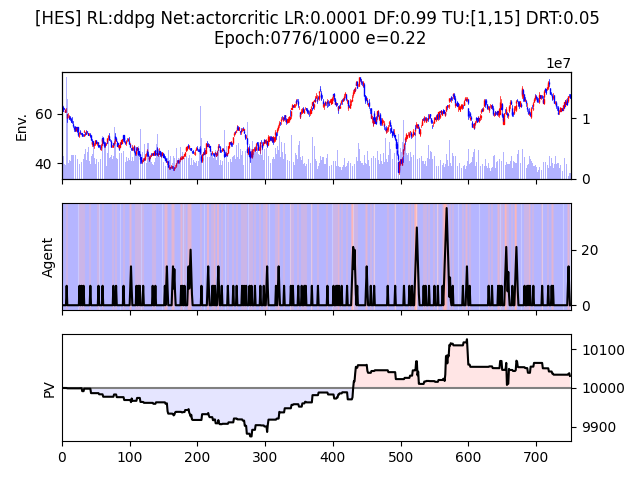 [HES] RL:ddpg Net:actorcritic LR:0.0001 DF:0.99 TU:[1,15] DRT:0.05
Epoch:0776/1000 e=0.22
1e7
Env.
60
40
1
0
Agent
20
0
PV
10100
10000
9900
0 100 200 300 400 500 600 700